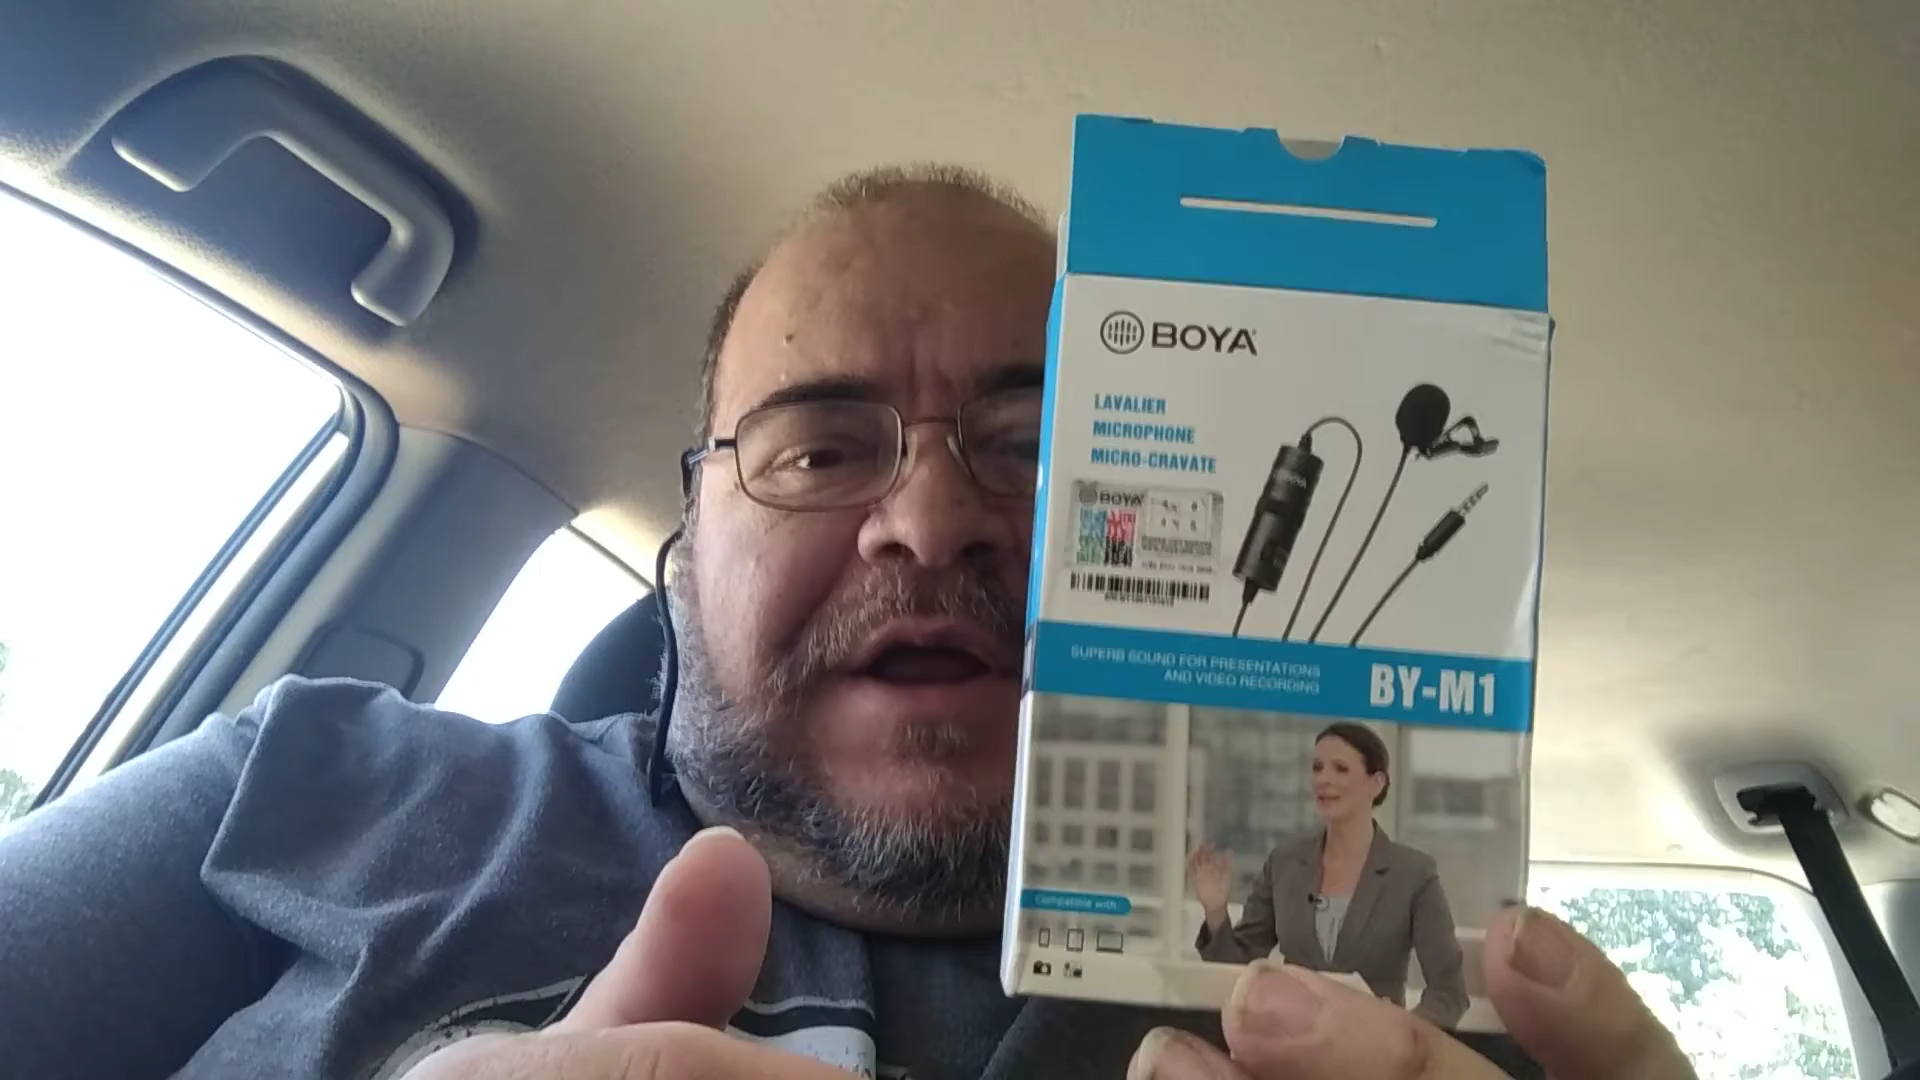 BOYA
LAVALIER
MICROPHONE
MICRO-CRAVATE
BOYA
SUPERB SOUND FOR PRESENTATIONS
AND VIDEO RECORDING
BY-M1
Compatible with